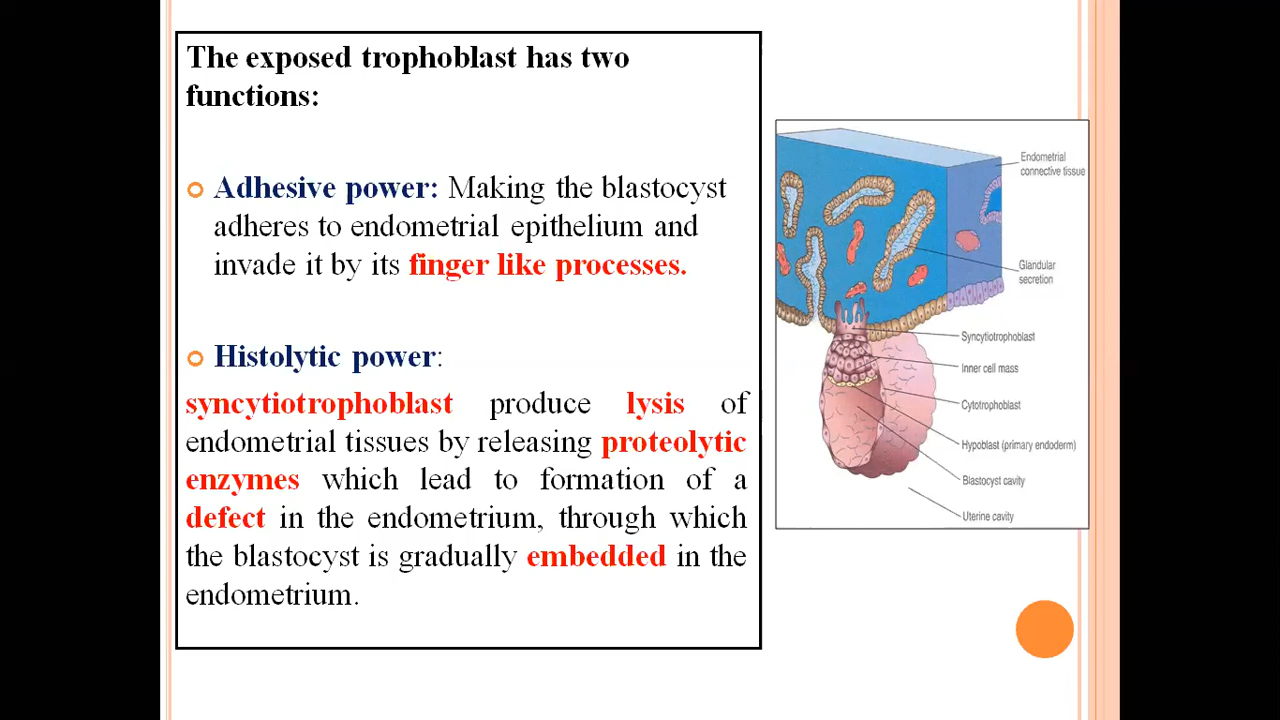 The exposed trophoblast has two
functions:
Adhesive power: Making the blastocyst
adheres to endometrial epithelium and
invade it by its finger like processes.
Histolytic power:
syncytiotrophoblast produce lysis of
endometrial tissues by releasing proteolytic
enzymes which lead to formation of a
defect in the endometrium, through which
the blastocyst is gradually embedded in the
endometrium.
Endometrial
connective tissue
Glandular
secretion
Syncytiotrophoblast
Inner cell mass
Cytotrophoblast
Hypoblast (primary endoderm)
Blastocyst cavity
Uterine cavity